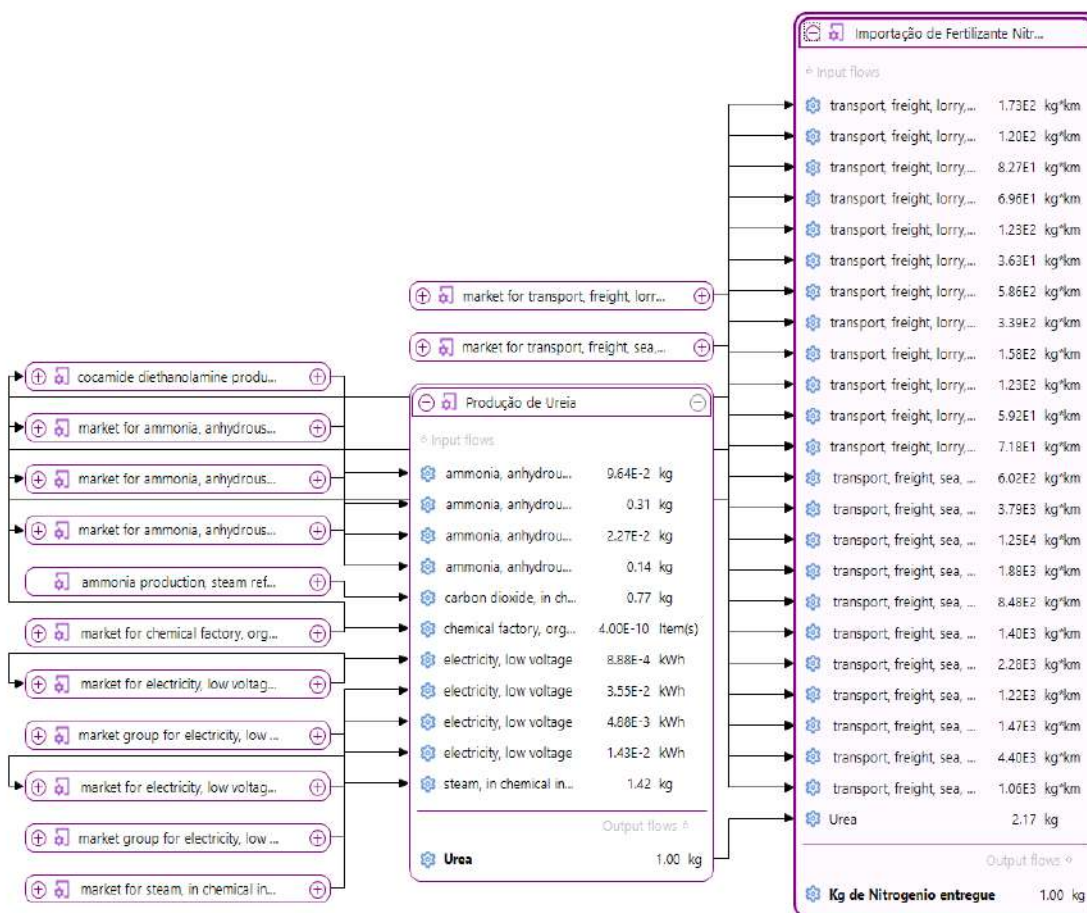 Importação de Fertilizante Nitr...
Input flows
transport, freight, lorry,... 1.73E2 kg*km
transport, freight, lorry,... 1.20E2 kg*km
transport, freight, lorry,... 8.27E1 kg*km
transport, freight, lorry,... 6.96E1 kg*km
transport, freight, lorry,... 1.23E2 kg*km
transport, freight, lorry,... 3.63E1 kg*km
transport, freight, lorry,... 5.86E2 kg*km
transport, freight, lorry,... 3.39E2 kg*km
transport, freight, lorry,... 1.58E2 kg*km
transport, freight, lorry,... 1.23E2 kg*km
transport, freight, lorry,... 5.92E1 kg*km
transport, freight, lorry,... 7.18E1 kg*km
transport, freight, sea, ... 6.02E2 kg*km
transport, freight, sea, ... 3.79E3 kg*km
transport, freight, sea, ... 1.25E4 kg*km
transport, freight, sea, ... 1.88E3 kg*km
transport, freight, sea, ... 8.48E2 kg*km
transport, freight, sea, ... 1.40E3 kg*km
transport, freight, sea, ... 2.28E3 kg*km
transport, freight, sea, ... 1.22E3 kg*km
transport, freight, sea, ... 1.47E3 kg*km
transport, freight, sea, ... 4.40E3 kg*km
transport, freight, sea, ... 1.06E3 kg*km
Urea 2.17 kg
Output flows
Kg de Nitrogenio entregue 1.00 kg
market for transport, freight, lorr...
market for transport, freight, sea,...
Produção de Ureia
Input flows
ammonia, anhydrou... 9.64E-2 kg
ammonia, anhydrou... 0.31 kg
ammonia, anhydrou... 2.27E-2 kg
ammonia, anhydrou... 0.14 kg
carbon dioxide, in ch... 0.77 kg
chemical factory, org... 4.00E-10 Item(s)
electricity, low voltage 8.88E-4 kWh
electricity, low voltage 3.55E-2 kWh
electricity, low voltage 4.88E-3 kWh
electricity, low voltage 1.43E-2 kWh
steam, in chemical in... 1.42 kg
Output flows
Urea 1.00 kg
cocamide diethanolamine produ...
market for ammonia, anhydrous...
market for ammonia, anhydrous...
market for ammonia, anhydrous...
ammonia production, steam ref...
market for chemical factory, org...
market for electricity, low voltag...
market group for electricity, low ...
market for electricity, low voltag...
market group for electricity, low ...
market for steam, in chemical in...